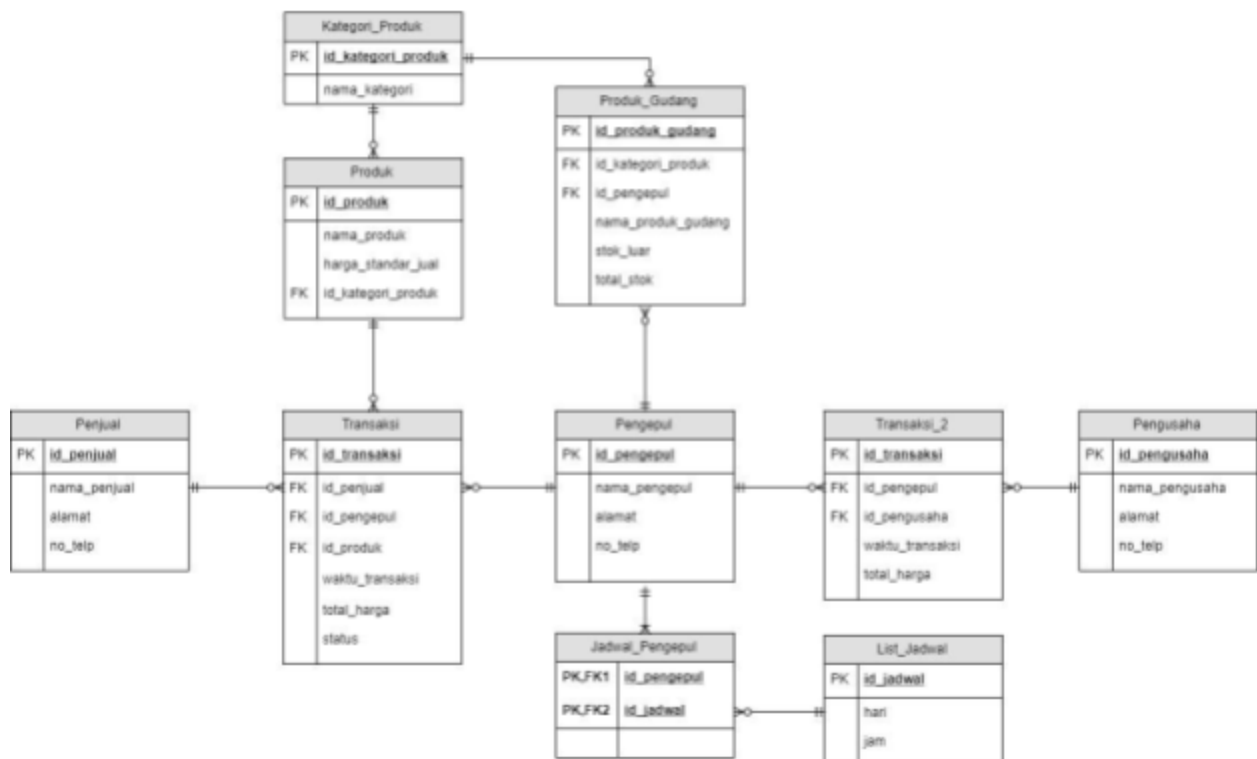 Kategori_Produk
PK id_kategori_produk
nama_kategori
Produk_Gudang
PK id_produk_gudang
FK id_kategori_produk
FK id_pengepul
nama_produk_gudang
stok_luar
total_stok
Produk
PK id_produk
nama_produk
harga_standar_jual
FK id_kategori_produk
Penjual
PK id_penjual
nama_penjual
alamat
no_telp
Transaksi
PK id_transaksi
FK id_penjual
FK id_pengepul
FK id_produk
waktu_transaksi
total_harga
status
Pengepul
PK id_pengepul
nama_pengepul
alamat
no_telp
Transaksi_2
PK id_transaksi
FK id_pengepul
FK id_pengusaha
waktu_transaksi
total_harga
Pengusaha
PK id_pengusaha
nama_pengusaha
alamat
no_telp
Jadwal_Pengepul
PK,FK1 id_pengepul
PK,FK2 id_jadwal
List_Jadwal
PK id_jadwal
hari
jam